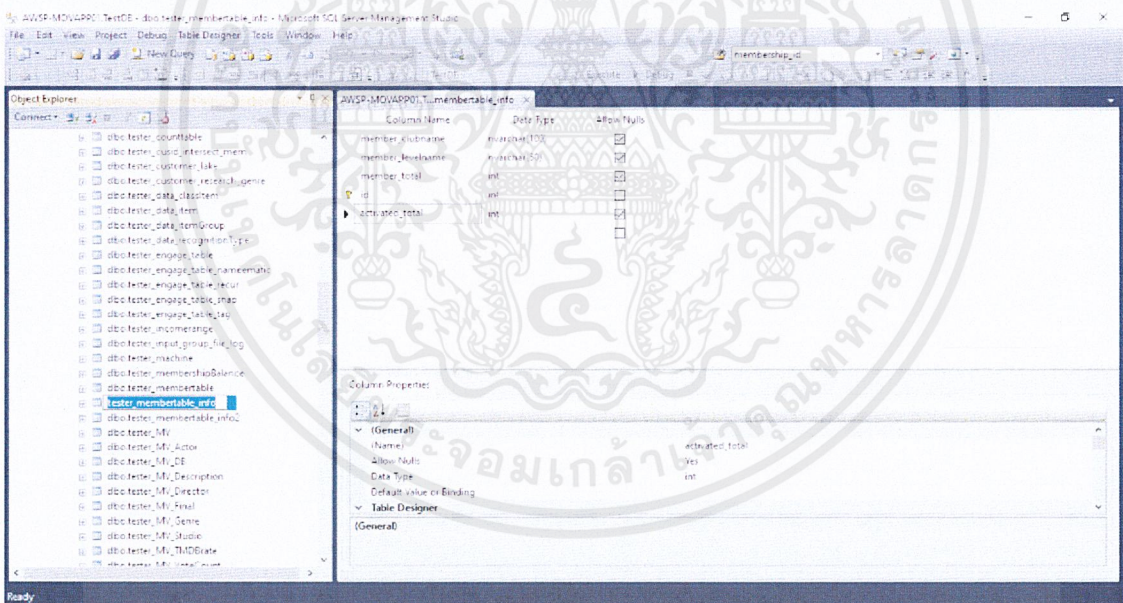 AWSP-MOVAPP01.TestDE - dbo.tester_membertable_info - Microsoft SQL Server Management Studio
File Edit View Project Debug Table Designer Tools Window Help
New Query
membership_id
Execute Debug
Object Explorer
Connect
dbo.tester_counttable
dbo.tester_cusid_intersect_mem
dbo.tester_customer_lake
dbo.tester_customer_research_genre
dbo.tester_data_classItem
dbo.tester_data_item
dbo.tester_data_itemGroup
dbo.tester_data_recognitionType
dbo.tester_engage_table
dbo.tester_engage_table_namcematic
dbo.tester_engage_table_recur
dbo.tester_engage_table_snap
dbo.tester_engage_table_tag
dbo.tester_incomerange
dbo.tester_input_group_file_log
dbo.tester_machine
dbo.tester_membershipBalance
dbo.tester_membertable
tester_membertable_info
dbo.tester_membertable_info2
dbo.tester_MV
dbo.tester_MV_Actor
dbo.tester_MV_DB
dbo.tester_MV_Description
dbo.tester_MV_Director
dbo.tester_MV_Final
dbo.tester_MV_Genre
dbo.tester_MV_Studio
dbo.tester_MV_TMDBrate
dbo.tester_MV_VoteCount
AWSP-MOVAPP01.T...membertable_info
Column Name Data Type Allow Nulls
member_clubname nvarchar(100)
member_levelname nvarchar(50)
member_total int
id int
activated_total int
Column Properties
(General)
(Name) activated_total
Allow Nulls Yes
Data Type int
Default Value or Binding
Table Designer
(General)
Ready